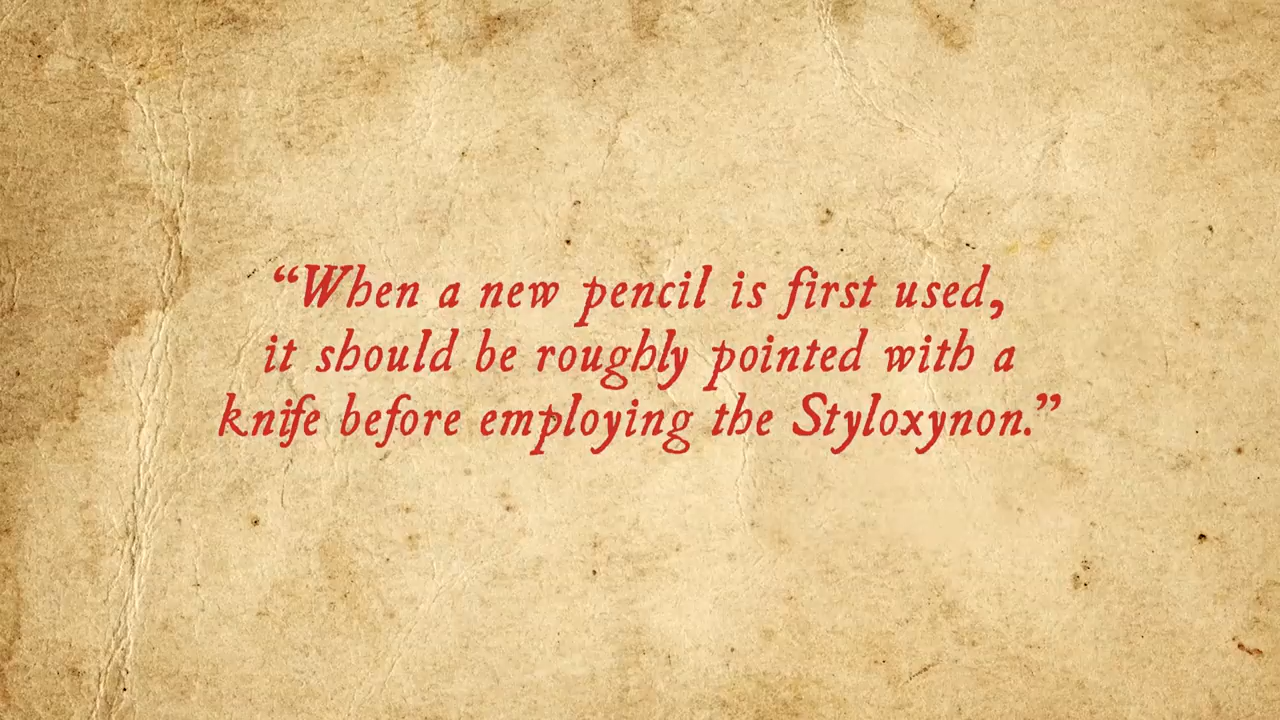 “When a new pencil is first used,
it should be roughly pointed with a
knife before employing the Styloxynon.”